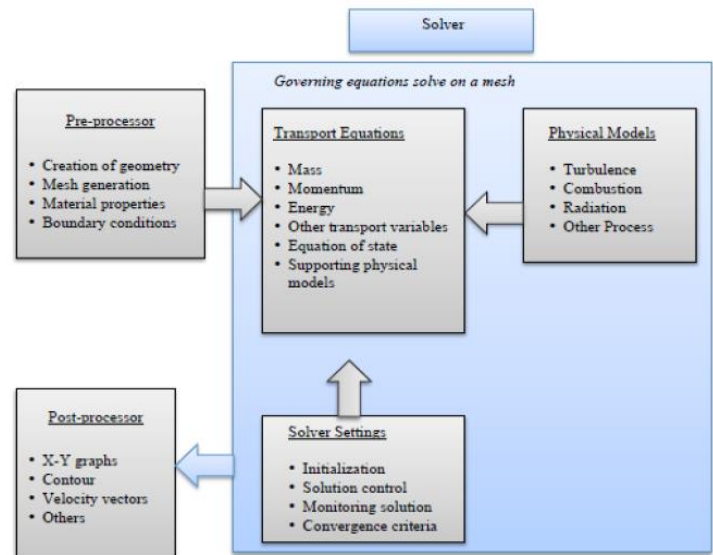 Solver
Governing equations solve on a mesh
Pre-processor
• Creation of geometry
• Mesh generation
• Material properties
• Boundary conditions
Transport Equations
• Mass
• Momentum
• Energy
• Other transport variables
• Equation of state
• Supporting physical
models
Physical Models
• Turbulence
• Combustion
• Radiation
• Other Process
Post-processor
• X-Y graphs
• Contour
• Velocity vectors
• Others
Solver Settings
• Initialization
• Solution control
• Monitoring solution
• Convergence criteria